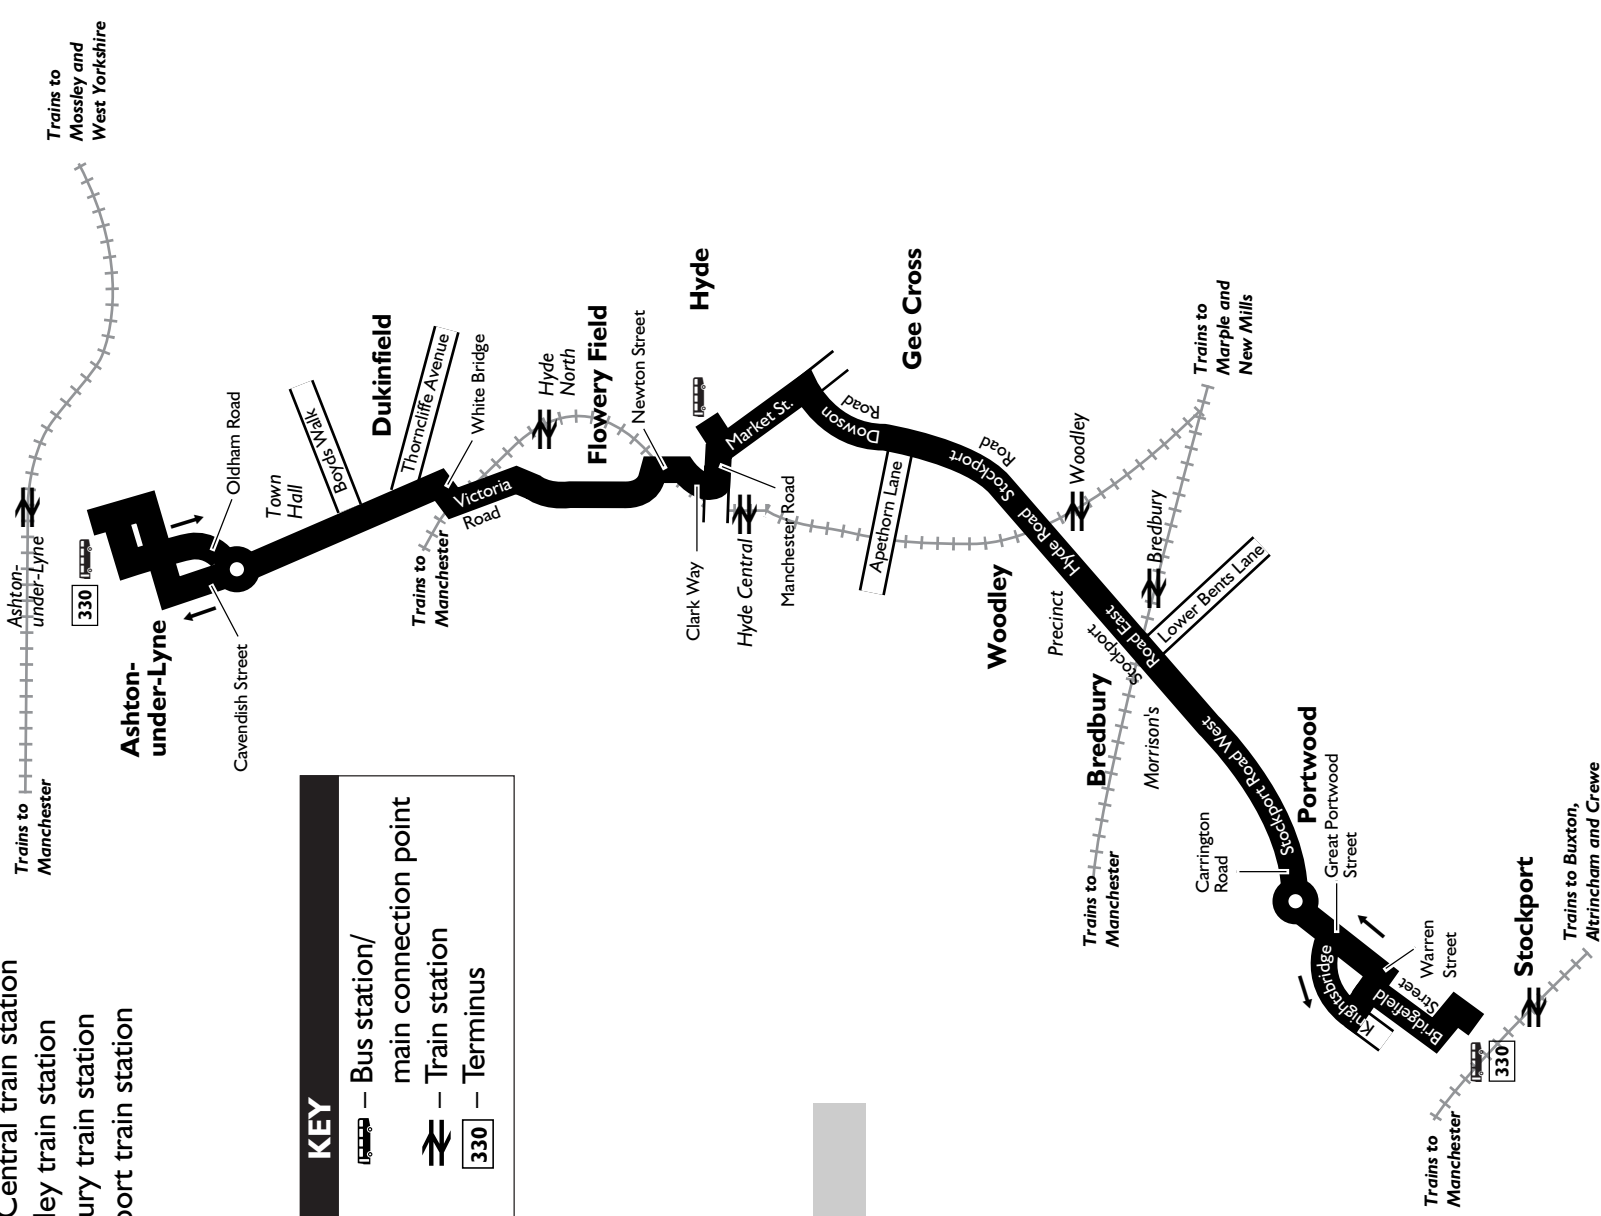 Central train station
ley train station
ury train station
port train station
KEY
– Bus station/
main connection point
– Train station
330 – Terminus
Trains to
Manchester
Ashton-
under-Lyne
Trains to
Mossley and
West Yorkshire
330
Ashton-
under-Lyne
Cavendish Street
Oldham Road
Town
Hall
Boyds Walk
Dukinfield
Thorncliffe Avenue
White Bridge
Trains to
Manchester
Victoria
Road
Hyde
North
Flowery Field
Newton Street
Hyde
Clark Way
Hyde Central
Manchester Road
Market St.
Dowson
Road
Gee Cross
Apethorn Lane
Stockport
Road
Stockport
Hyde Road
Woodley
Woodley
Precinct
Bredbury
Trains to
Marple and
New Mills
Stockport
Road East
Lower Bents Lane
Bredbury
Morrison's
Trains to
Manchester
Stockport Road West
Portwood
Carrington
Road
Great Portwood
Street
Knightsbridge
Warren
Street
Bridgefield
Street
Stockport
330
Trains to
Manchester
Trains to Buxton,
Altrincham and Crewe